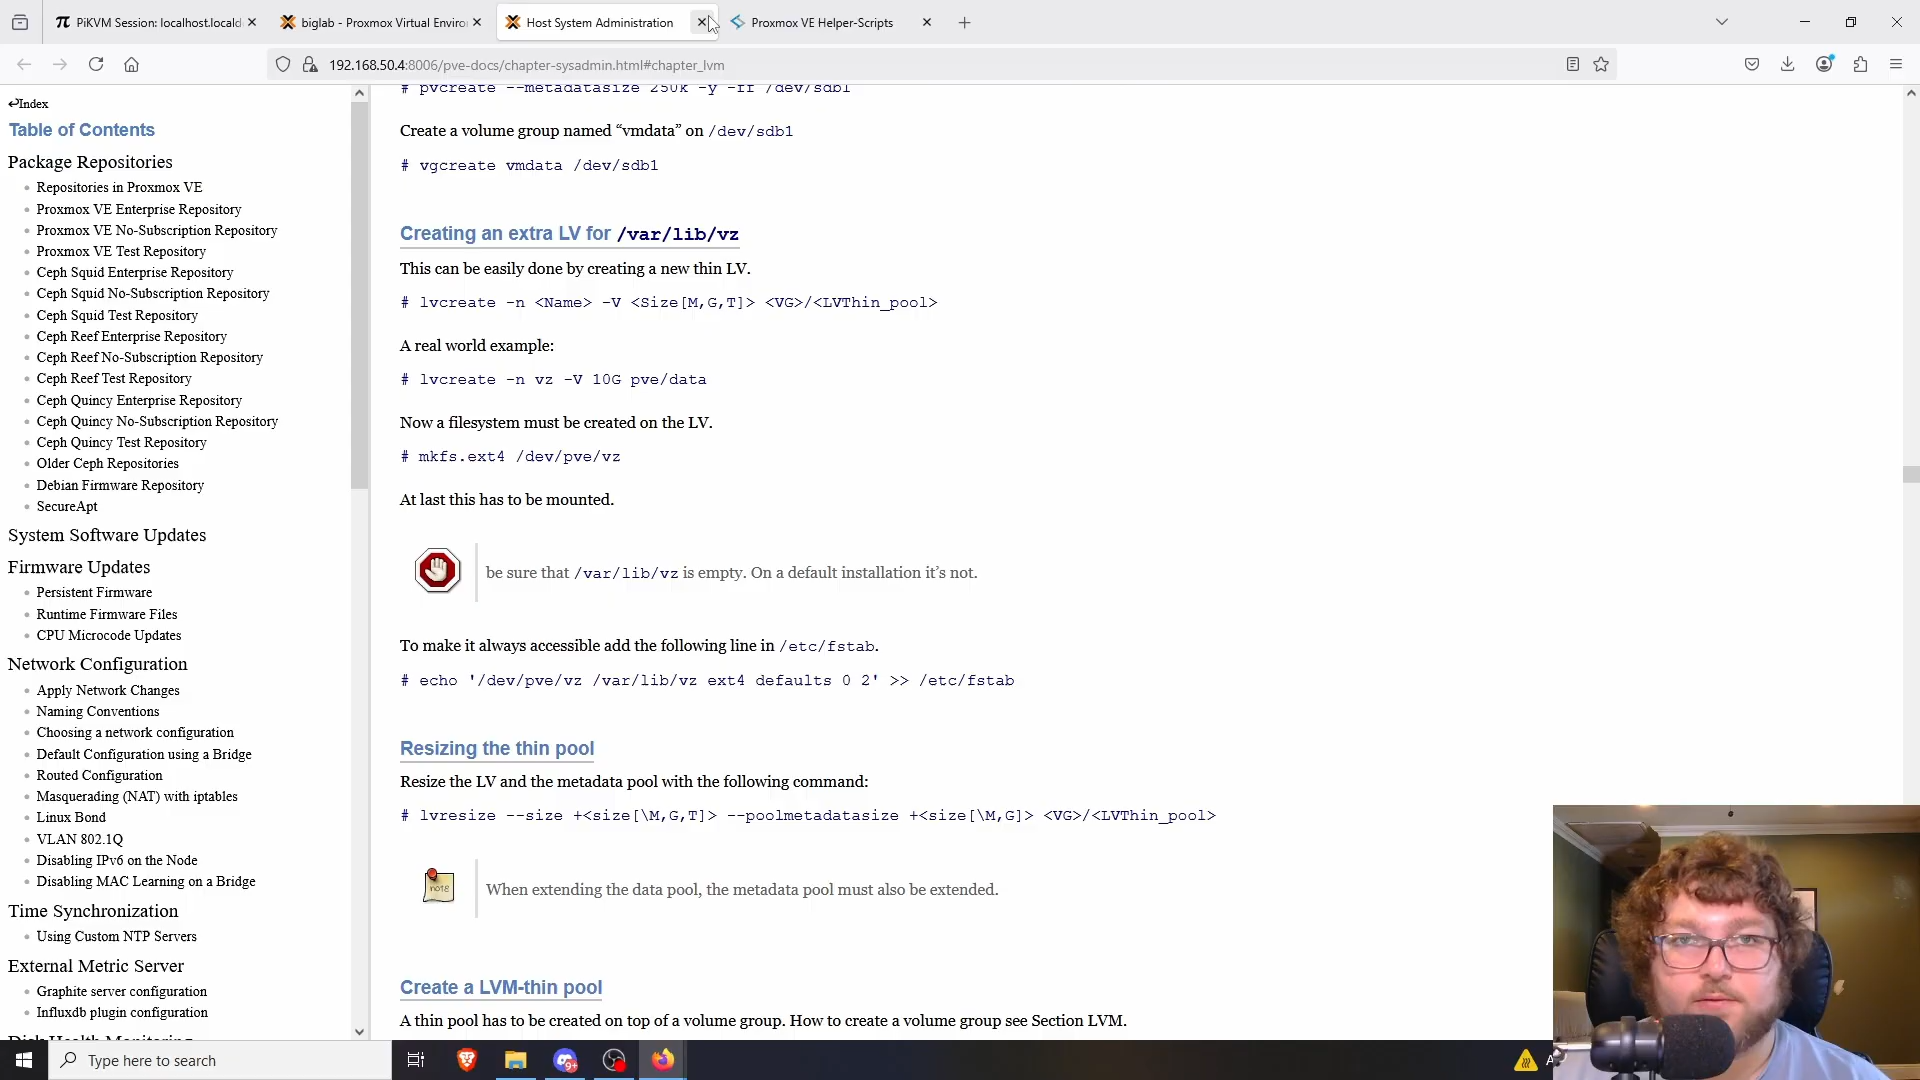 PiKVM Session: localhost.locald
biglab - Proxmox Virtual Enviro
Host System Administration
Proxmox VE Helper-Scripts
192.168.50.4:8006/pve-docs/chapter-sysadmin.html#chapter_lvm
Index
Table of Contents
Package Repositories
Repositories in Proxmox VE
Proxmox VE Enterprise Repository
Proxmox VE No-Subscription Repository
Proxmox VE Test Repository
Ceph Squid Enterprise Repository
Ceph Squid No-Subscription Repository
Ceph Squid Test Repository
Ceph Reef Enterprise Repository
Ceph Reef No-Subscription Repository
Ceph Reef Test Repository
Ceph Quincy Enterprise Repository
Ceph Quincy No-Subscription Repository
Ceph Quincy Test Repository
Older Ceph Repositories
Debian Firmware Repository
SecureApt
System Software Updates
Firmware Updates
Persistent Firmware
Runtime Firmware Files
CPU Microcode Updates
Network Configuration
Apply Network Changes
Naming Conventions
Choosing a network configuration
Default Configuration using a Bridge
Routed Configuration
Masquerading (NAT) with iptables
Linux Bond
VLAN 802.1Q
Disabling IPv6 on the Node
Disabling MAC Learning on a Bridge
Time Synchronization
Using Custom NTP Servers
External Metric Server
Graphite server configuration
Influxdb plugin configuration
Disk Health Monitoring
# pvcreate --metadatasize 250k -y -ff /dev/sdb1
Create a volume group named “vmdata” on /dev/sdb1
# vgcreate vmdata /dev/sdb1
Creating an extra LV for /var/lib/vz
This can be easily done by creating a new thin LV.
# lvcreate -n <Name> -V <Size[M,G,T]> <VG>/<LVThin_pool>
A real world example:
# lvcreate -n vz -V 10G pve/data
Now a filesystem must be created on the LV.
# mkfs.ext4 /dev/pve/vz
At last this has to be mounted.
be sure that /var/lib/vz is empty. On a default installation it’s not.
To make it always accessible add the following line in /etc/fstab.
# echo '/dev/pve/vz /var/lib/vz ext4 defaults 0 2' >> /etc/fstab
Resizing the thin pool
Resize the LV and the metadata pool with the following command:
# lvresize --size +<size[\M,G,T]> --poolmetadatasize +<size[\M,G]> <VG>/<LVThin_pool>
note
When extending the data pool, the metadata pool must also be extended.
Create a LVM-thin pool
A thin pool has to be created on top of a volume group. How to create a volume group see Section LVM.
Type here to search